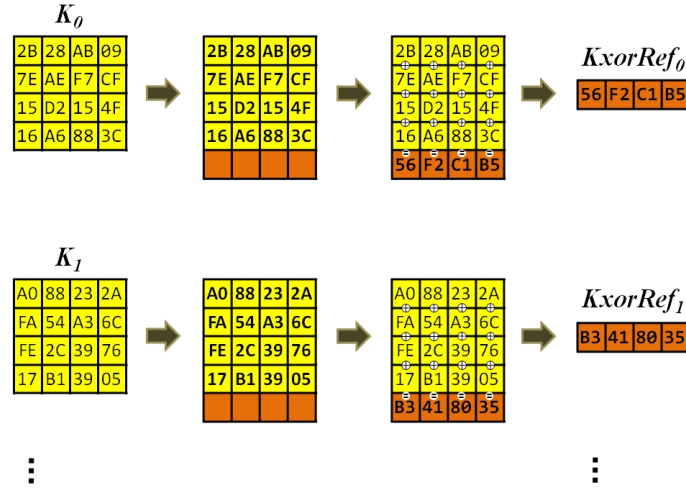 K0
2B 28 AB 09 2B 28 AB 09 2B 28 AB 09 KxorRef0
7E AE F7 CF 7E AE F7 CF 7E AE F7 CF
⊕ ⊕ ⊕ ⊕
56 F2 C1 B5
15 D2 15 4F 15 D2 15 4F 15 D2 15 4F
⊕ ⊕ ⊕ ⊕
16 A6 88 3C 16 A6 88 3C 16 A6 88 3C
⊕ ⊕ ⊕ ⊕
= = = =
56 F2 C1 B5
K1
A0 88 23 2A A0 88 23 2A A0 88 23 2A KxorRef1
FA 54 A3 6C FA 54 A3 6C FA 54 A3 6C
⊕ ⊕ ⊕ ⊕
B3 41 80 35
FE 2C 39 76 FE 2C 39 76 FE 2C 39 76
⊕ ⊕ ⊕ ⊕
17 B1 39 05 17 B1 39 05 17 B1 39 05
⊕ ⊕ ⊕ ⊕
= = = =
B3 41 80 35
⋮ ⋮